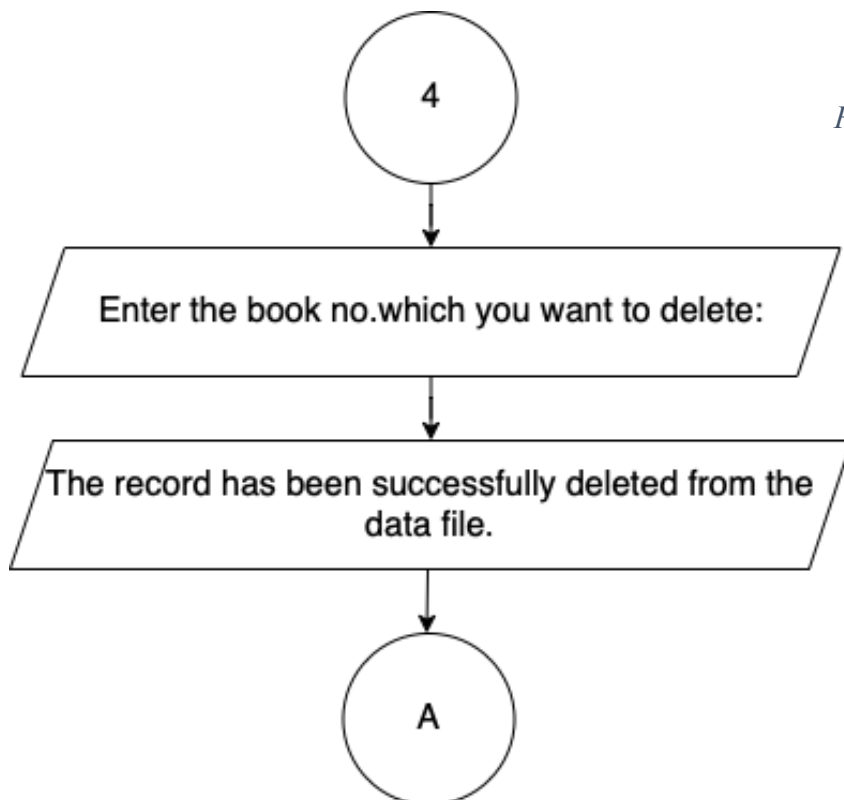 4
Enter the book no.which you want to delete:
The record has been successfully deleted from the
data file.
A